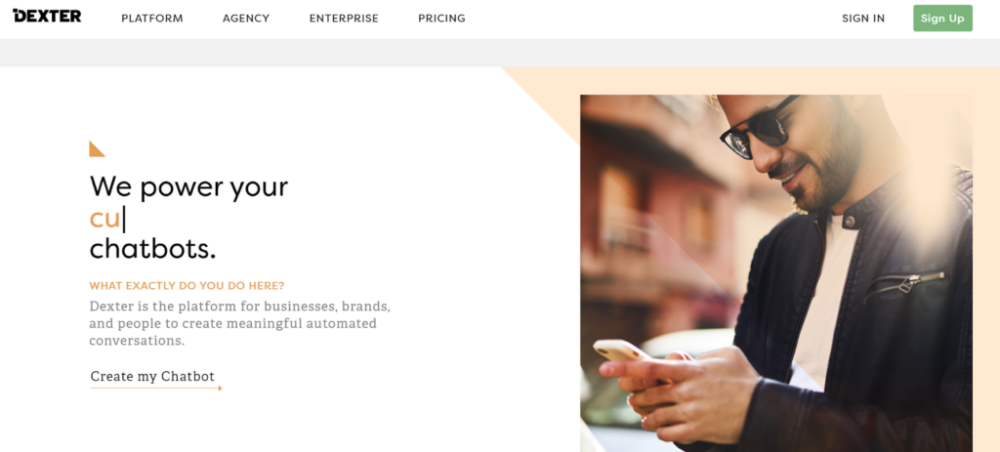 DEXTER
PLATFORM
AGENCY
ENTERPRISE
PRICING
SIGN IN
Sign Up
We power your
cu|
chatbots.
WHAT EXACTLY DO YOU DO HERE?
Dexter is the platform for businesses, brands,
and people to create meaningful automated
conversations.
Create my Chatbot